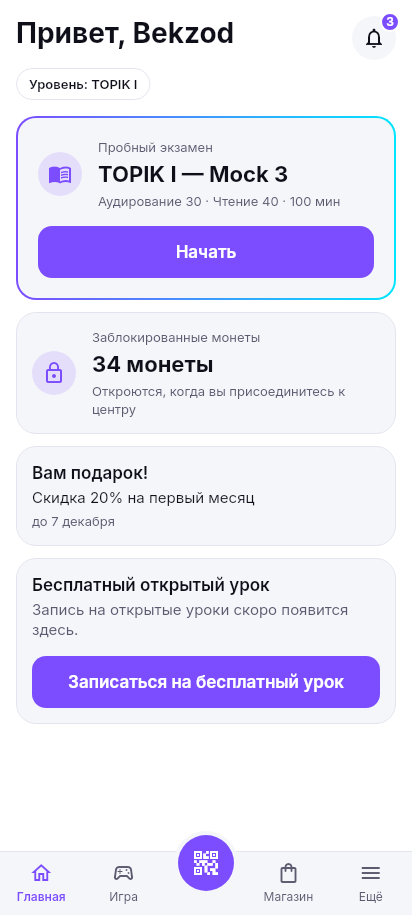 Привет, Bekzod
3
Уровень: TOPIK I
Пробный экзамен
TOPIK I — Mock 3
Аудирование 30 · Чтение 40 · 100 мин
Начать
Заблокированные монеты
34 монеты
Откроются, когда вы присоединитесь к
центру
Вам подарок!
Скидка 20% на первый месяц
до 7 декабря
Бесплатный открытый урок
Запись на открытые уроки скоро появится
здесь.
Записаться на бесплатный урок
Главная
Игра
Магазин
Ещё